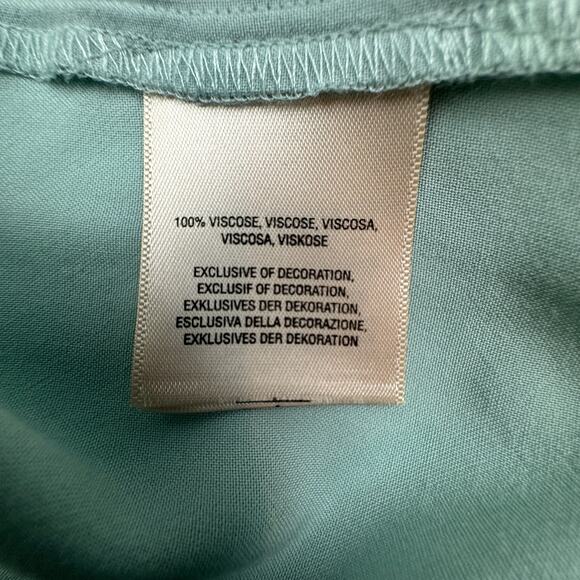 100% VISCOSE, VISCOSE, VISCOSA,
VISCOSA, VISKOSE
EXCLUSIVE OF DECORATION,
EXCLUSIF OF DECORATION,
EXKLUSIVES DER DEKORATION,
ESCLUSIVA DELLA DECORAZIONE,
EXKLUSIVES DER DEKORATION